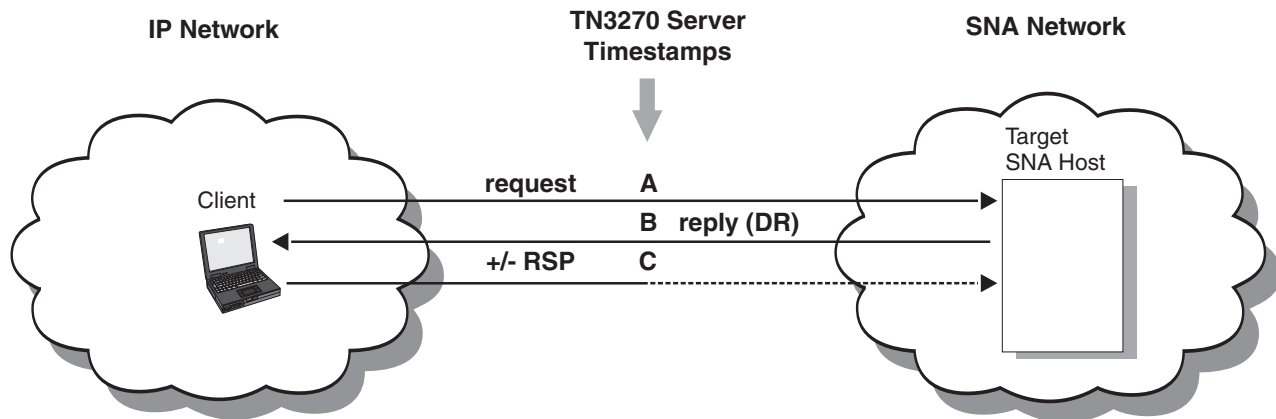 IP Network
TN3270 Server
Timestamps
SNA Network
Target
SNA Host
Client
request A
B reply (DR)
+/- RSP C